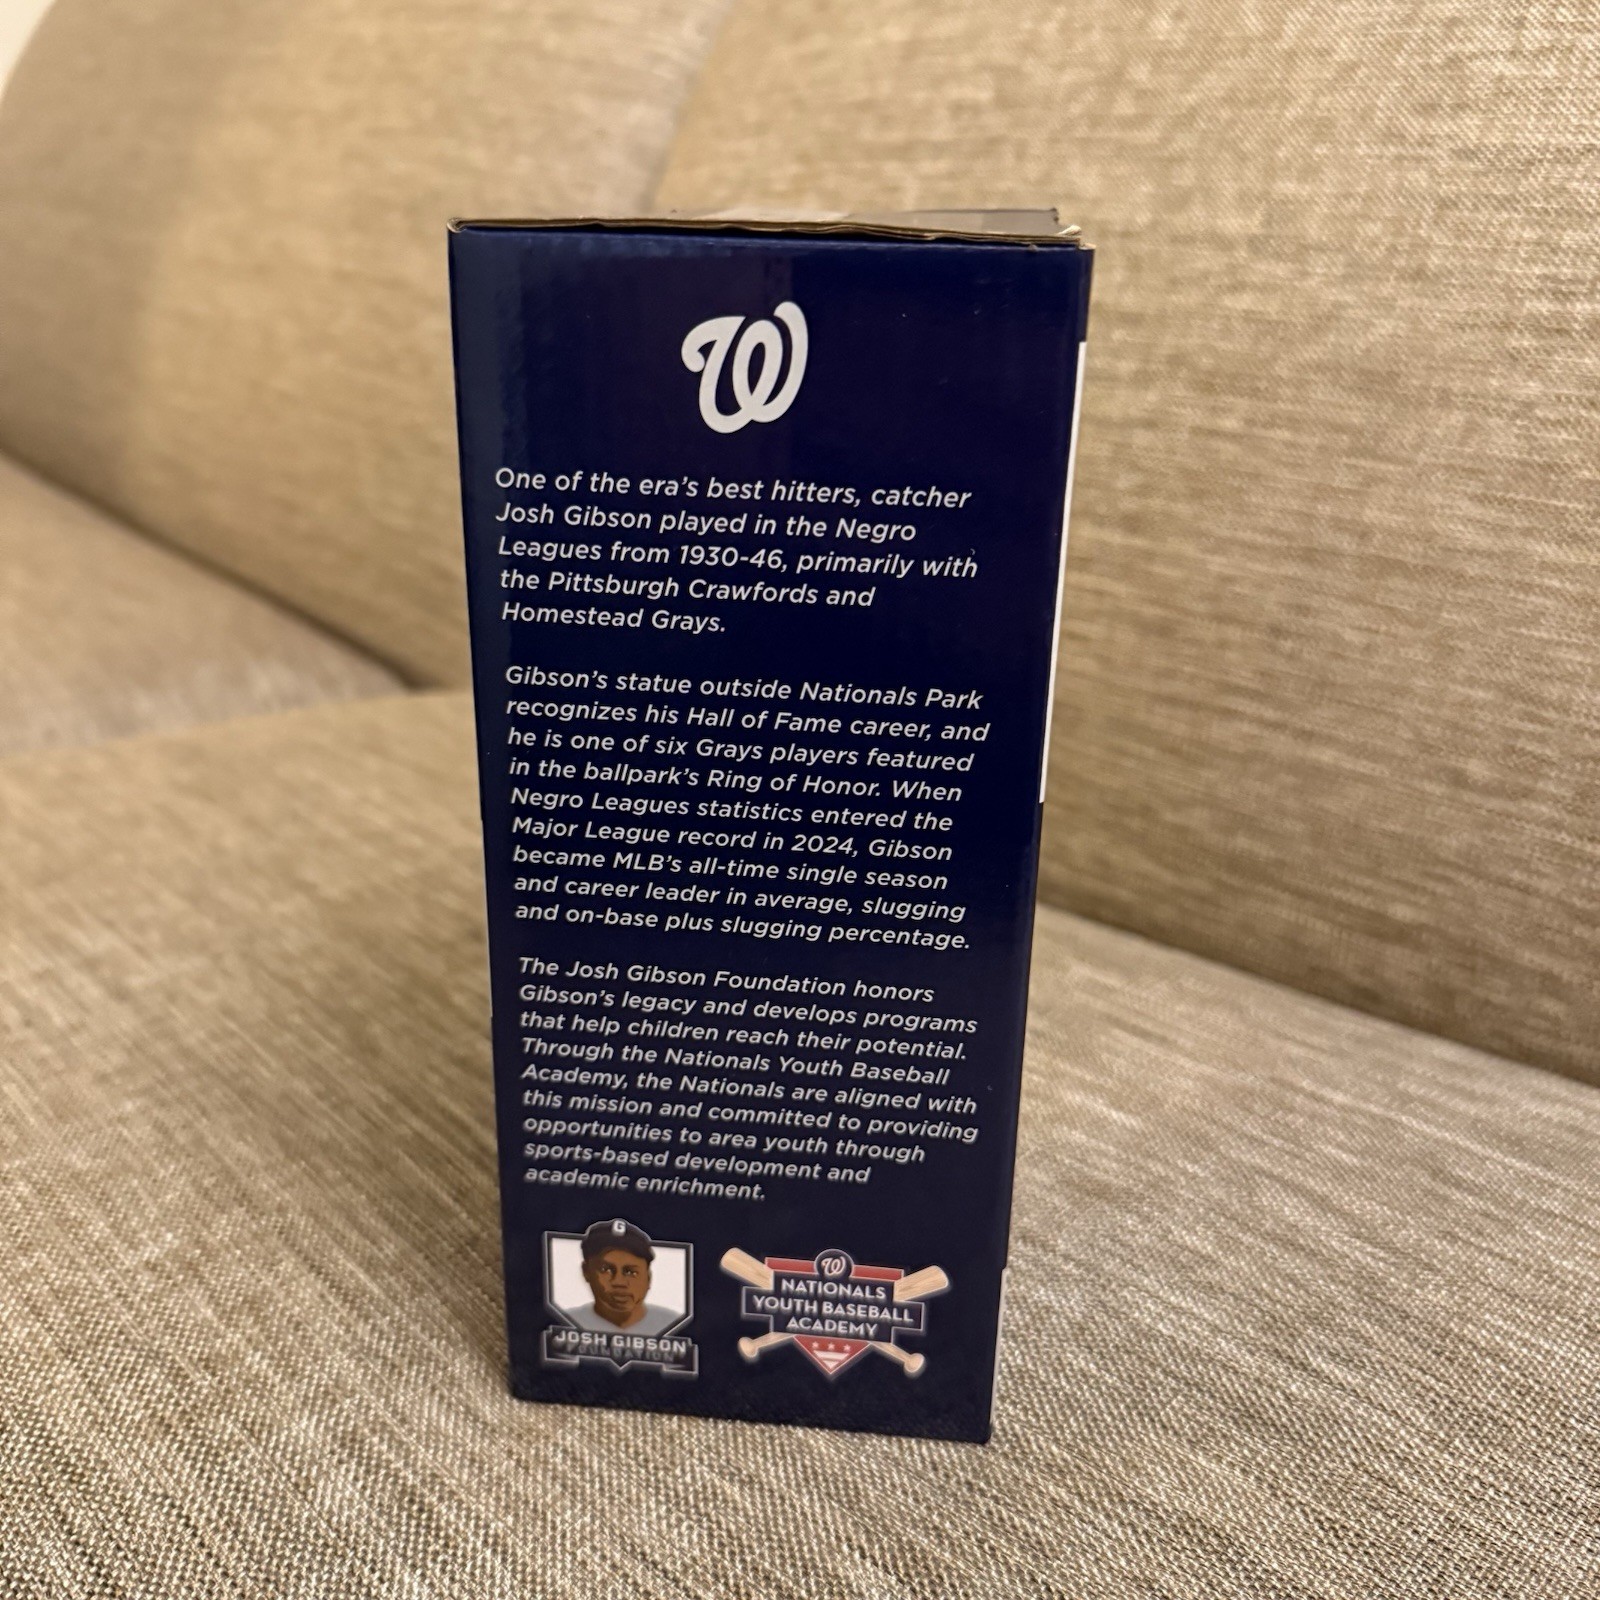 W
One of the era's best hitters, catcher
Josh Gibson played in the Negro
Leagues from 1930-46, primarily with
the Pittsburgh Crawfords and
Homestead Grays.
Gibson's statue outside Nationals Park
recognizes his Hall of Fame career, and
he is one of six Grays players featured
in the ballpark's Ring of Honor. When
Negro Leagues statistics entered the
Major League record in 2024, Gibson
became MLB's all-time single season
and career leader in average, slugging
and on-base plus slugging percentage.
The Josh Gibson Foundation honors
Gibson's legacy and develops programs
that help children reach their potential.
Through the Nationals Youth Baseball
Academy, the Nationals are aligned with
this mission and committed to providing
opportunities to area youth through
sports-based development and
academic enrichment.
G
JOSH GIBSON
FOUNDATION
W
NATIONALS
YOUTH BASEBALL
ACADEMY